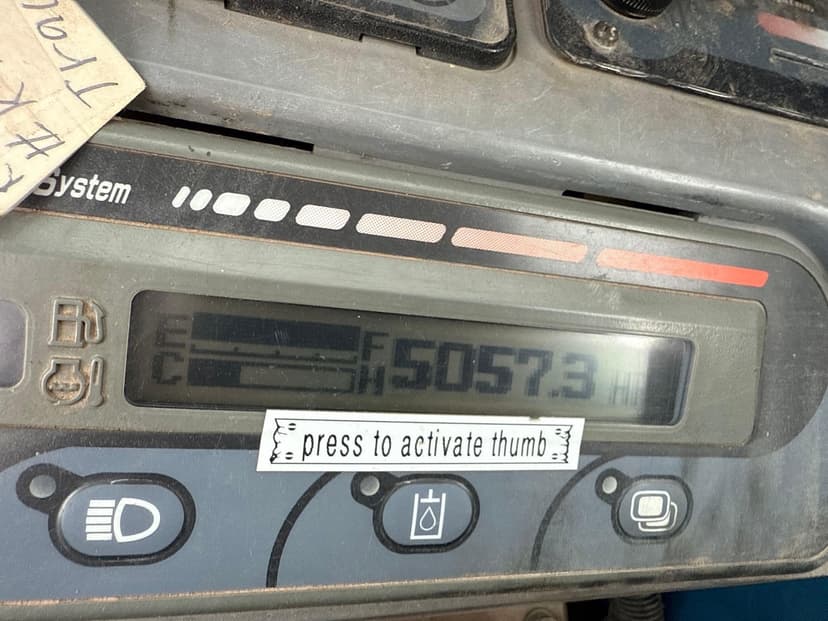 System
E F
C H 5057.3
press to activate thumb